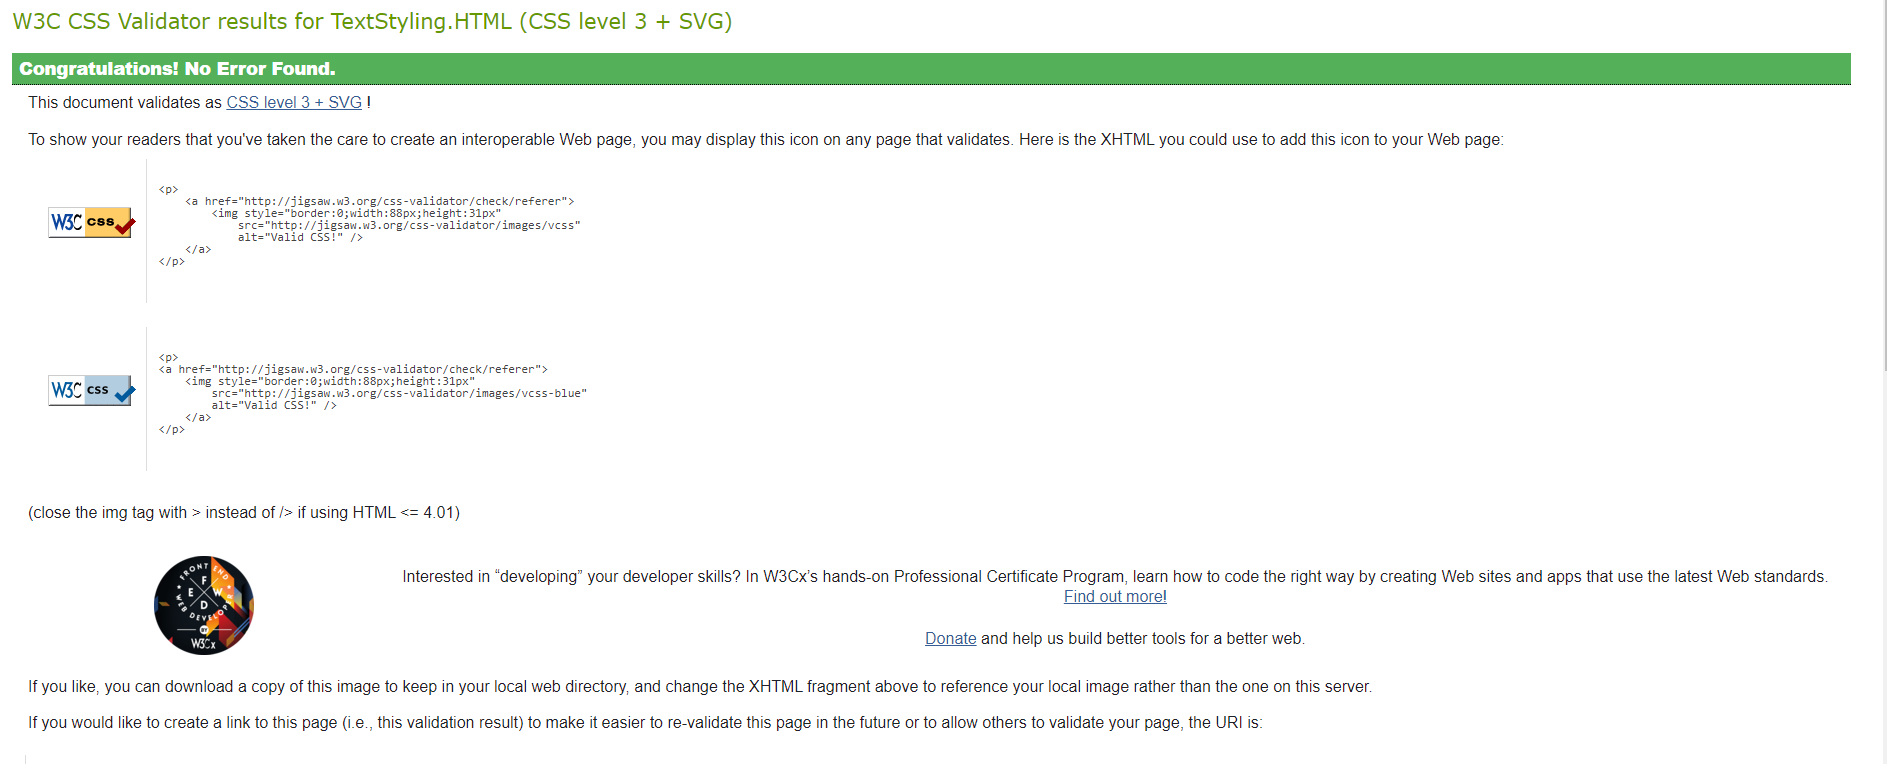 W3C CSS Validator results for TextStyling.HTML (CSS level 3 + SVG)
Congratulations! No Error Found.
This document validates as CSS level 3 + SVG !
To show your readers that you've taken the care to create an interoperable Web page, you may display this icon on any page that validates. Here is the XHTML you could use to add this icon to your Web page:
W3C css
<p>
    <a href="http://jigsaw.w3.org/css-validator/check/referer">
        <img style="border:0;width:88px;height:31px"
            src="http://jigsaw.w3.org/css-validator/images/vcss"
            alt="Valid CSS!" />
    </a>
</p>
W3C css
<p>
<a href="http://jigsaw.w3.org/css-validator/check/referer">
    <img style="border:0;width:88px;height:31px"
        src="http://jigsaw.w3.org/css-validator/images/vcss-blue"
        alt="Valid CSS!" />
    </a>
</p>
(close the img tag with > instead of /> if using HTML <= 4.01)
FRONT END
WEB DEVELOPER
F
E W
D
BY
W3Cx
Interested in “developing” your developer skills? In W3Cx’s hands-on Professional Certificate Program, learn how to code the right way by creating Web sites and apps that use the latest Web standards.
Find out more!
Donate and help us build better tools for a better web.
If you like, you can download a copy of this image to keep in your local web directory, and change the XHTML fragment above to reference your local image rather than the one on this server.
If you would like to create a link to this page (i.e., this validation result) to make it easier to re-validate this page in the future or to allow others to validate your page, the URI is: